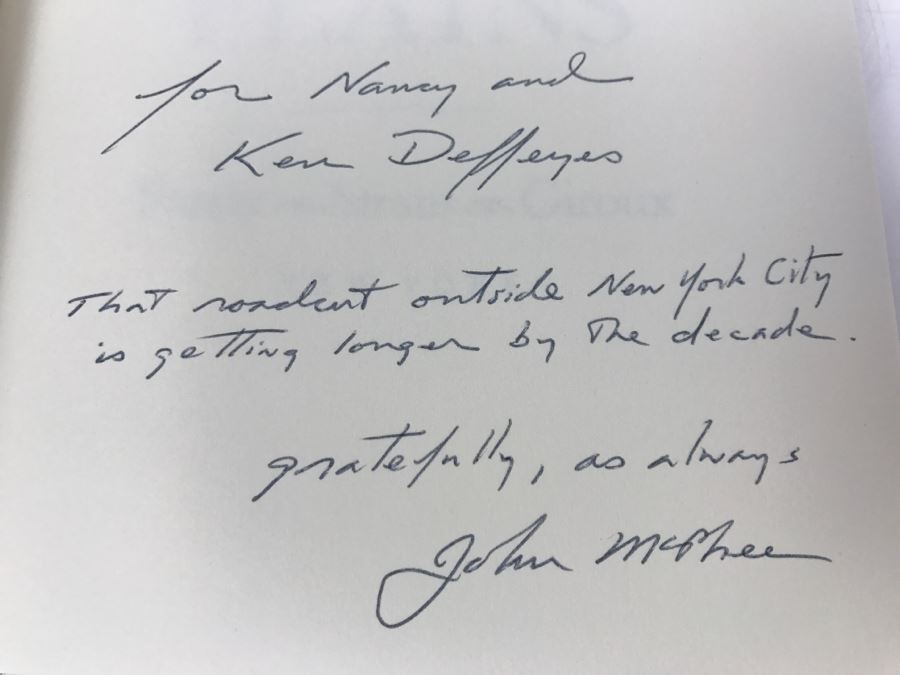 for Nancy and
Ken Deffeyes
That roadcut outside New York City
is getting longer by the decade.
gratefully, as always
John McPhee